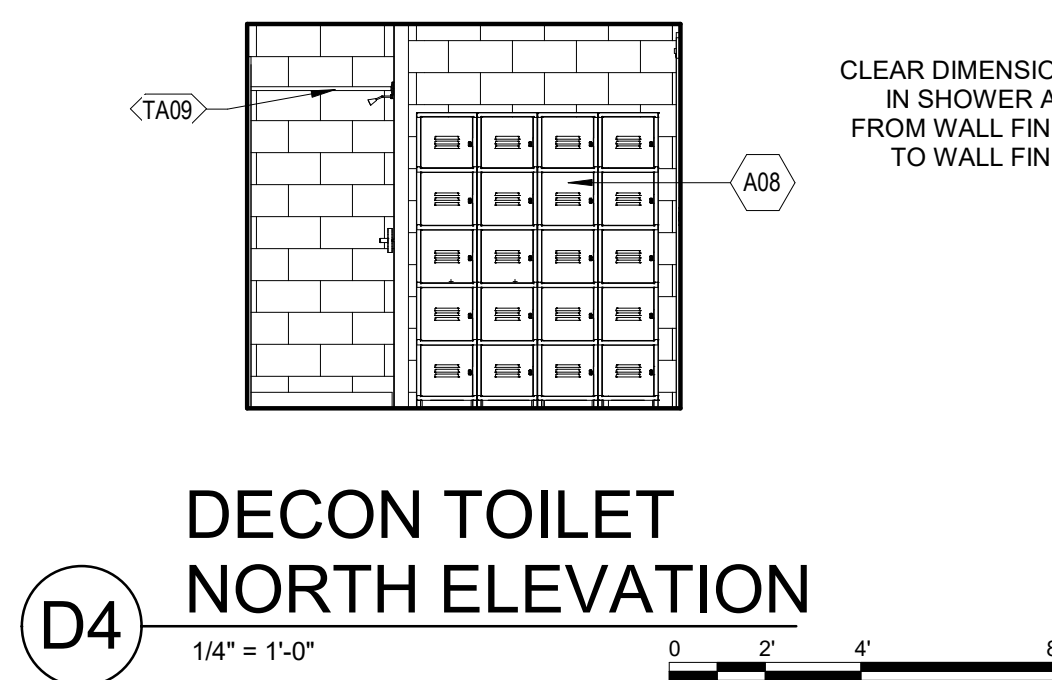 TA09
A08
CLEAR DIMENSIO
IN SHOWER A
FROM WALL FIN
TO WALL FIN
DECON TOILET
NORTH ELEVATION
D4
1/4" = 1'-0"
0 2' 4' 8